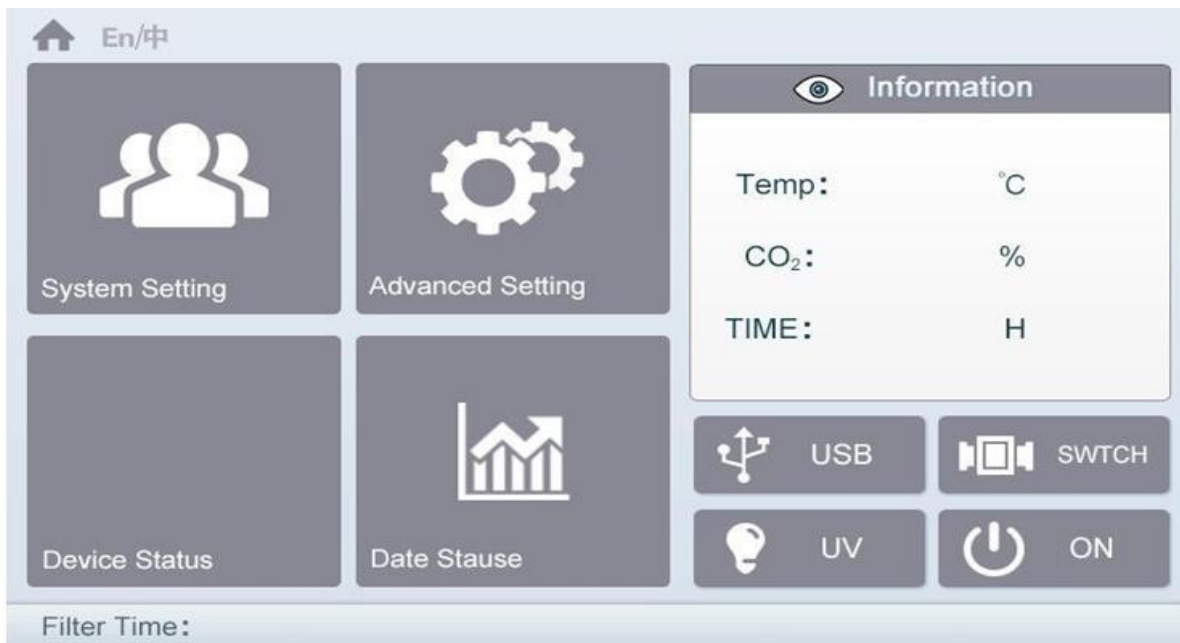 En/中
System Setting
Advanced Setting
Device Status
Date Stause
Information
Temp: °C
CO₂: %
TIME: H
USB
SWTCH
UV
ON
Filter Time: